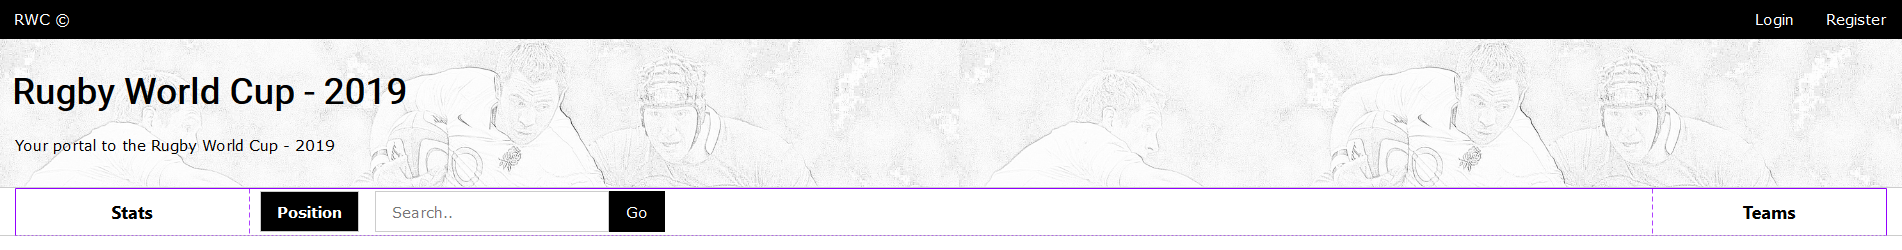 RWC ©
Login
Register
Rugby World Cup - 2019
Your portal to the Rugby World Cup - 2019
Stats
Position
Search..
Go
Teams